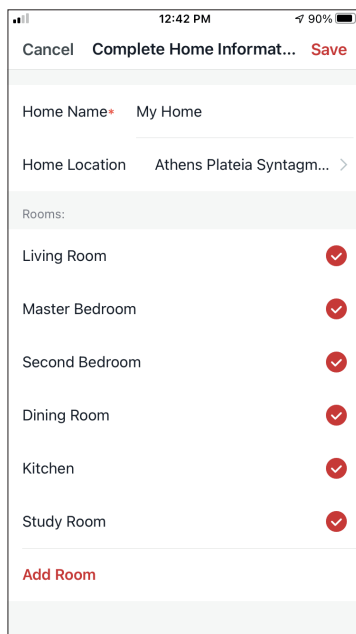 12:42 PM 90%
Cancel Complete Home Informat... Save
Home Name* My Home
Home Location Athens Plateia Syntagm...
Rooms:
Living Room
Master Bedroom
Second Bedroom
Dining Room
Kitchen
Study Room
Add Room